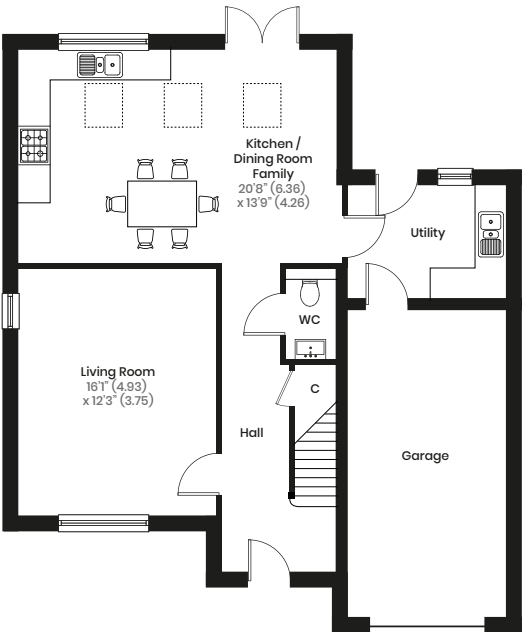 Kitchen /
Dining Room
Family
20'8" (6.36)
x 13'9" (4.26)
Utility
WC
Living Room
16'1" (4.93)
x 12'3" (3.75)
C
Hall
Garage